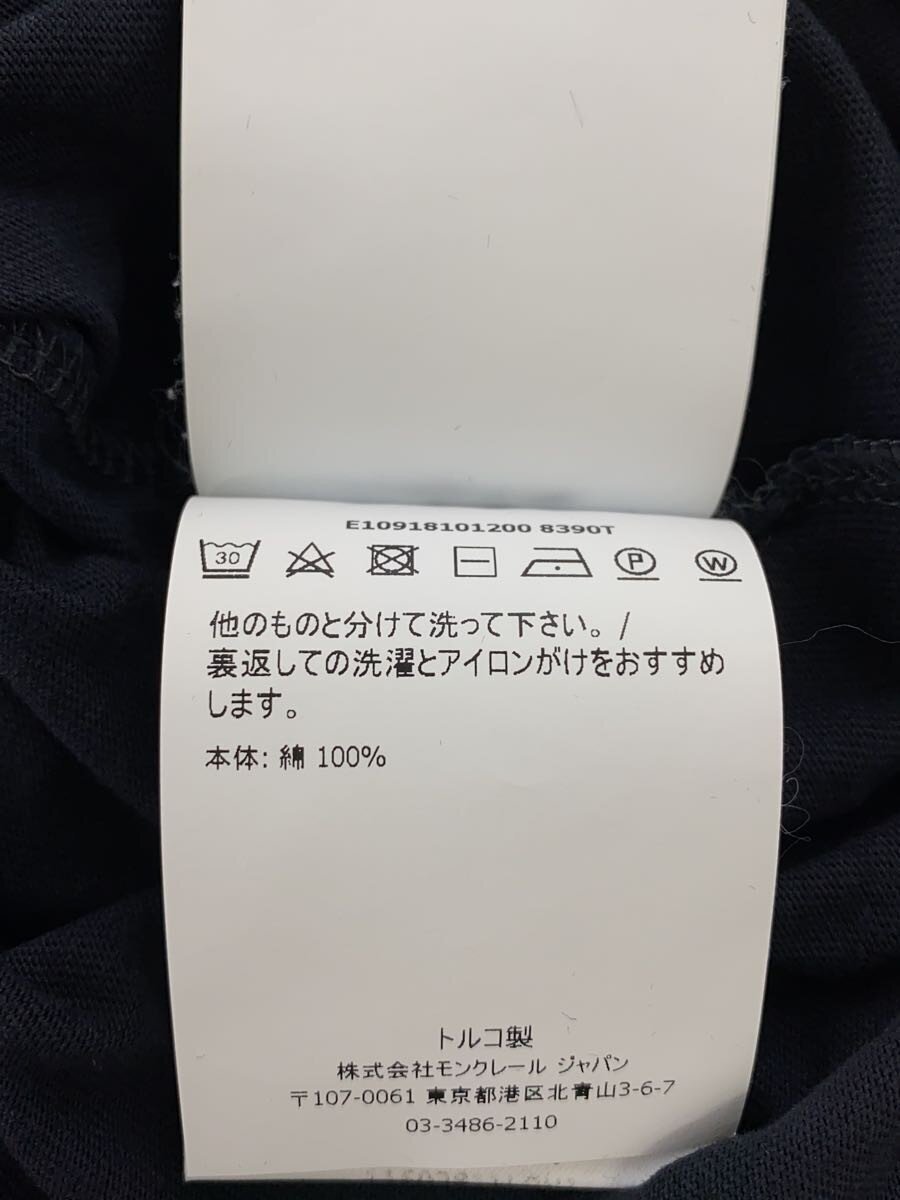 E10918101200 8390T
30
P
W
他のものと分けて洗って下さい。/
裏返しての洗濯とアイロンがけをおすすめ
します。
本体: 綿 100%
トルコ製
株式会社モンクレール ジャパン
〒107-0061 東京都港区北青山3-6-7
03-3486-2110